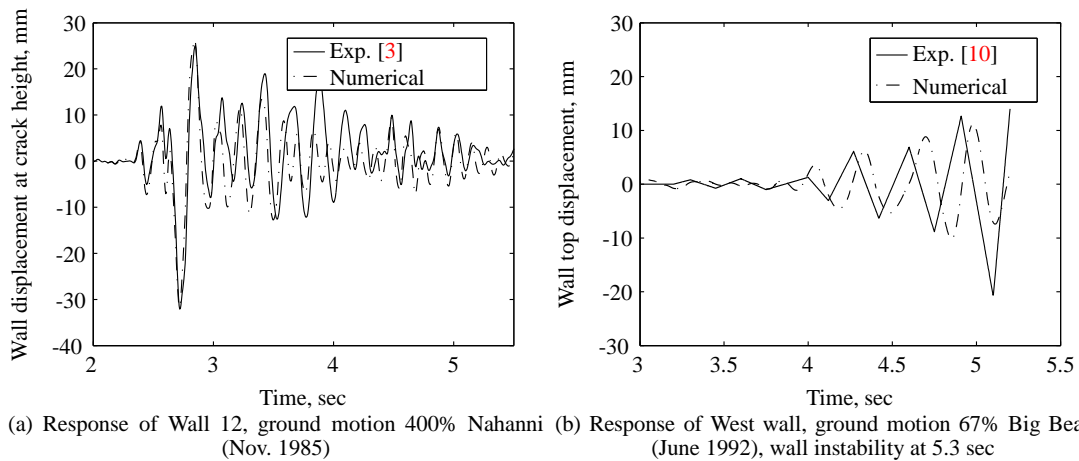 30
20
10
0
-10
-20
-30
-40
2
3
4
5
Wall displacement at crack height, mm
Time, sec
Exp. [3]
Numerical
(a) Response of Wall 12, ground motion 400% Nahanni
(Nov. 1985)
30
20
10
0
-10
-20
-30
3
3.5
4
4.5
5
5.5
Wall top displacement, mm
Time, sec
Exp. [10]
Numerical
(b) Response of West wall, ground motion 67% Big Bea
(June 1992), wall instability at 5.3 sec